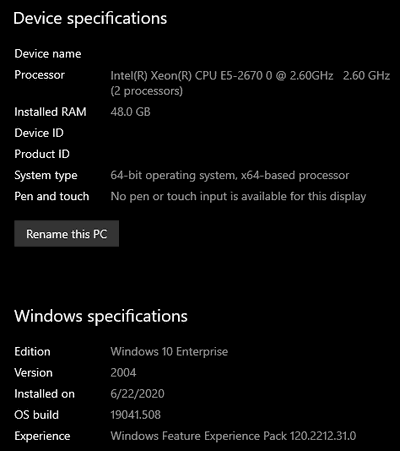 Device specifications
Device name
Processor Intel(R) Xeon(R) CPU E5-2670 0 @ 2.60GHz 2.60 GHz
(2 processors)
Installed RAM 48.0 GB
Device ID
Product ID
System type 64-bit operating system, x64-based processor
Pen and touch No pen or touch input is available for this display
Rename this PC
Windows specifications
Edition Windows 10 Enterprise
Version 2004
Installed on 6/22/2020
OS build 19041.508
Experience Windows Feature Experience Pack 120.2212.31.0